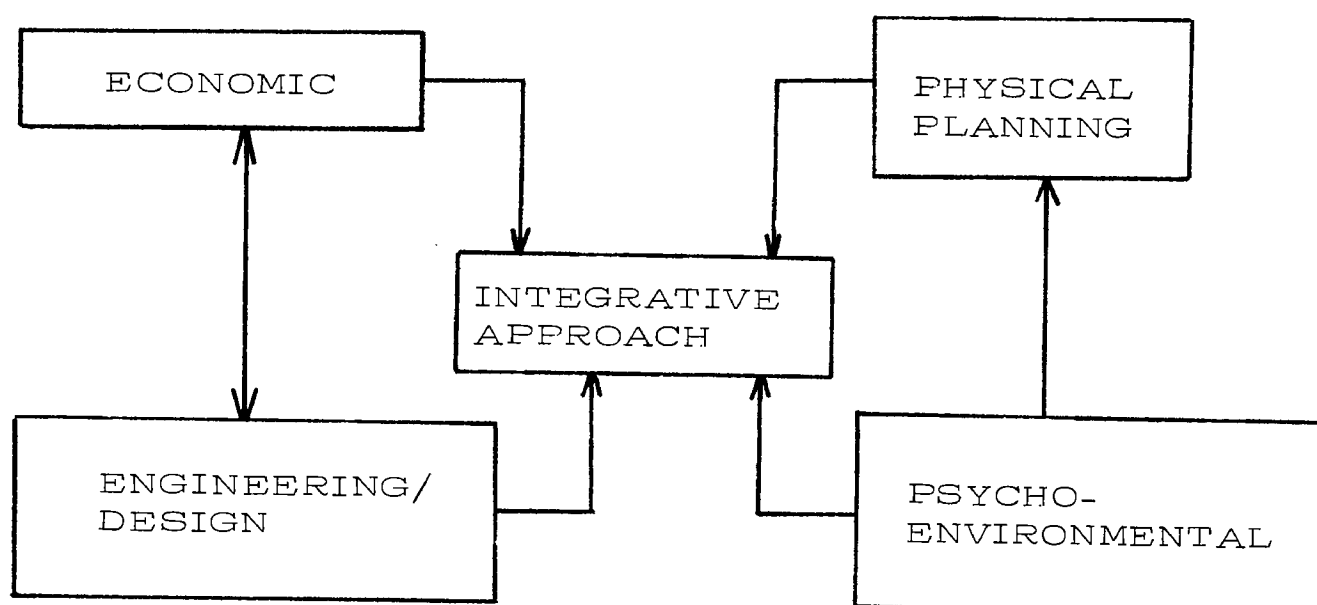 ECONOMIC
PHYSICAL
PLANNING
INTEGRATIVE
APPROACH
ENGINEERING/
DESIGN
PSYCHO-
ENVIRONMENTAL